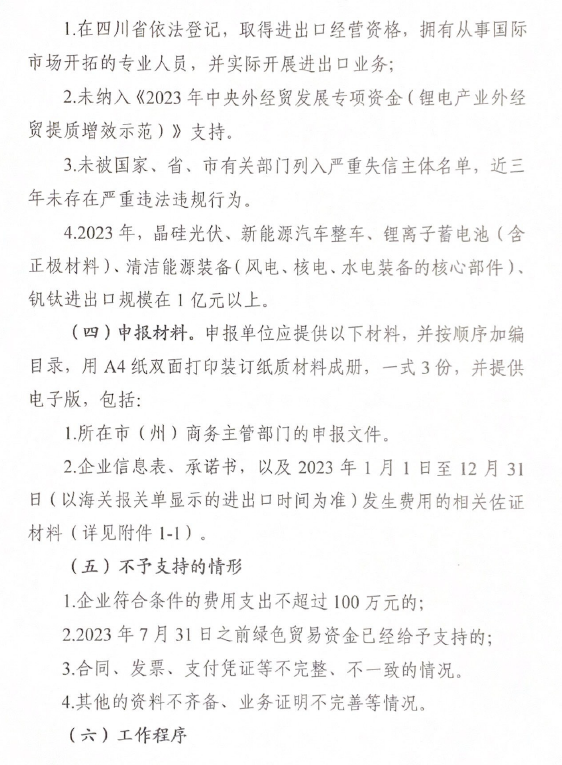 1.在四川省依法登记，取得进出口经营资格，拥有从事国际
市场开拓的专业人员，并实际开展进出口业务；
2.未纳入《2023 年中央外经贸发展专项资金（锂电产业外经
贸提质增效示范）》支持。
3.未被国家、省、市有关部门列入严重失信主体名单，近三
年未存在严重违法违规行为。
4.2023 年，晶硅光伏、新能源汽车整车、锂离子蓄电池（含
正极材料）、清洁能源装备（风电、核电、水电装备的核心部件）、
钒钛进出口规模在 1 亿元以上。
（四）申报材料。申报单位应提供以下材料，并按顺序加编
目录，用 A4 纸双面打印装订纸质材料成册，一式 3 份，并提供
电子版，包括：
1.所在市（州）商务主管部门的申报文件。
2.企业信息表、承诺书，以及 2023 年 1 月 1 日至 12 月 31
日（以海关报关单显示的进出口时间为准）发生费用的相关佐证
材料（详见附件 1-1）。
（五）不予支持的情形
1.企业符合条件的费用支出不超过 100 万元的；
2.2023 年 7 月 31 日之前绿色贸易资金已经给予支持的；
3.合同、发票、支付凭证等不完整、不一致的情况。
4.其他的资料不齐备、业务证明不完善等情况。
（六）工作程序